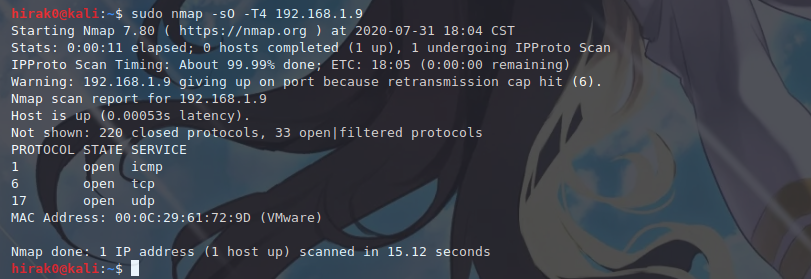 hirak0@kali:~$ sudo nmap -sO -T4 192.168.1.9
Starting Nmap 7.80 ( https://nmap.org ) at 2020-07-31 18:04 CST
Stats: 0:00:11 elapsed; 0 hosts completed (1 up), 1 undergoing IPProto Scan
IPProto Scan Timing: About 99.99% done; ETC: 18:05 (0:00:00 remaining)
Warning: 192.168.1.9 giving up on port because retransmission cap hit (6).
Nmap scan report for 192.168.1.9
Host is up (0.00053s latency).
Not shown: 220 closed protocols, 33 open|filtered protocols
PROTOCOL STATE SERVICE
1        open  icmp
6        open  tcp
17       open  udp
MAC Address: 00:0C:29:61:72:9D (VMware)

Nmap done: 1 IP address (1 host up) scanned in 15.12 seconds
hirak0@kali:~$